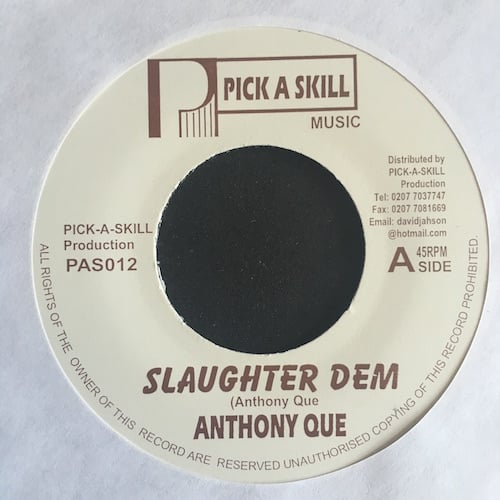 PICK A SKILL
MUSIC
Distributed by
PICK-A-SKILL
Production
Tel: 0207 7037747
Fax: 0207 7081669
Email: davidjahson
@hotmail.com
PICK-A-SKILL
Production
PAS012
A 45RPM
SIDE
SLAUGHTER DEM
(Anthony Que
ANTHONY QUE
ALL RIGHTS OF THE OWNER OF THIS RECORD ARE RESERVED UNAUTHORISED COPYING OF THIS RECORD PROHIBITED.